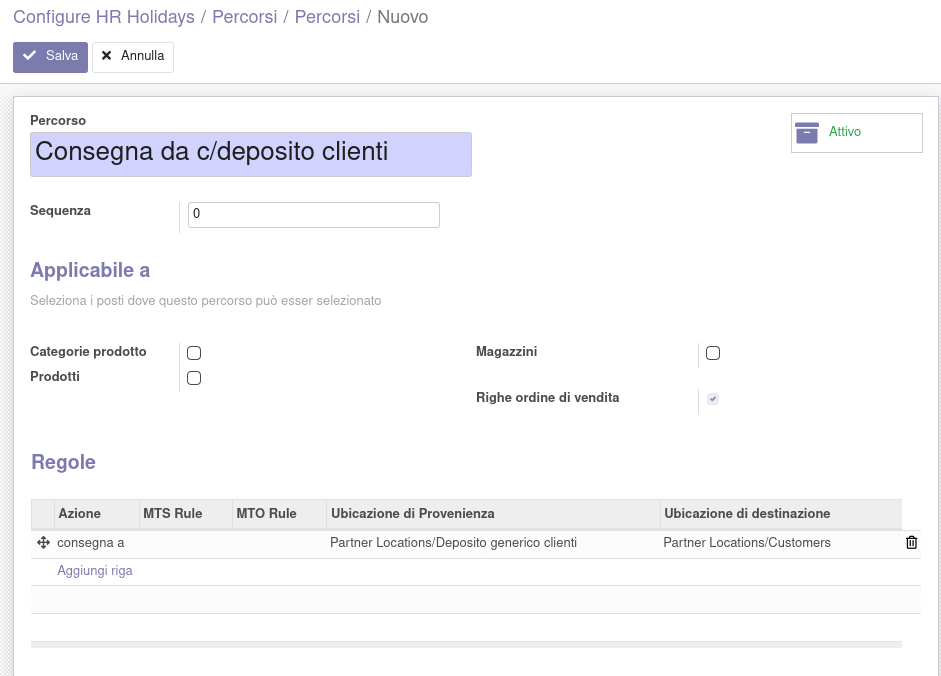 Configure HR Holidays / Percorsi / Percorsi / Nuovo
Salva Annulla
Percorso
Attivo
Consegna da c/deposito clienti
Sequenza 0
Applicabile a
Seleziona i posti dove questo percorso può esser selezionato
Categorie prodotto Magazzini
Prodotti
Righe ordine di vendita
Regole
Azione MTS Rule MTO Rule Ubicazione di Provenienza Ubicazione di destinazione
consegna a Partner Locations/Deposito generico clienti Partner Locations/Customers
Aggiungi riga